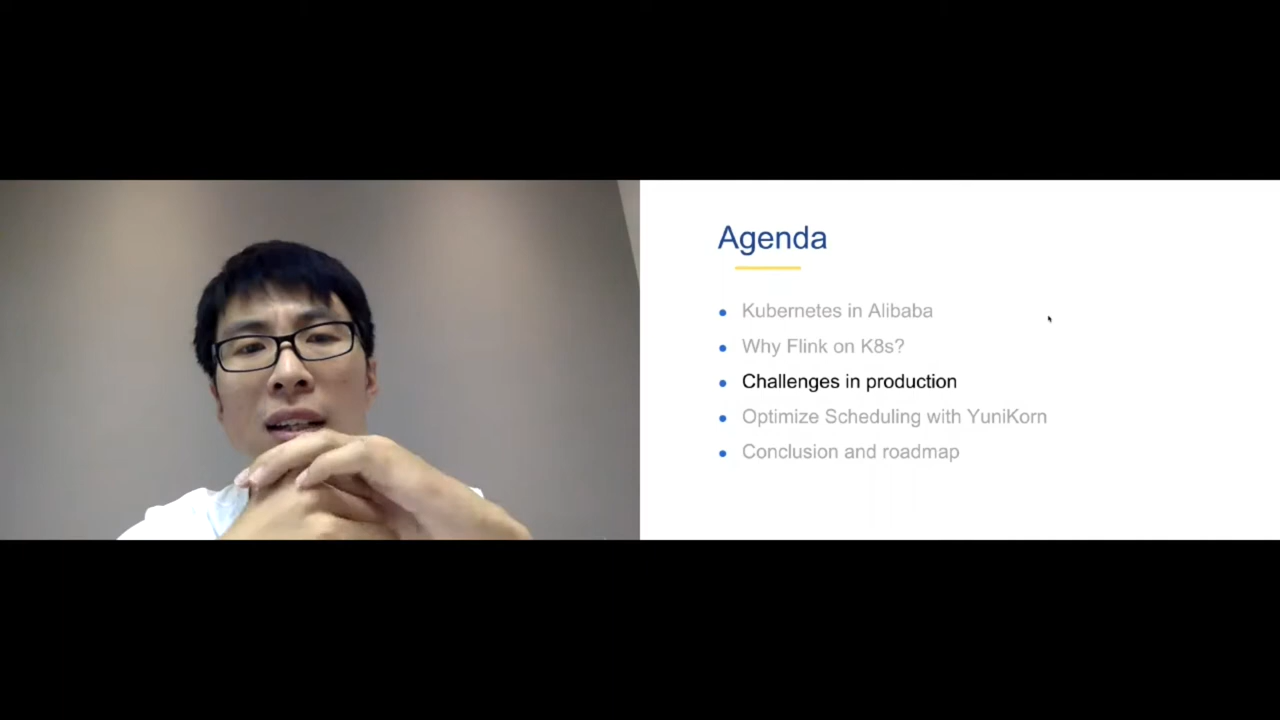 Agenda
Kubernetes in Alibaba
Why Flink on K8s?
Challenges in production
Optimize Scheduling with YuniKorn
Conclusion and roadmap